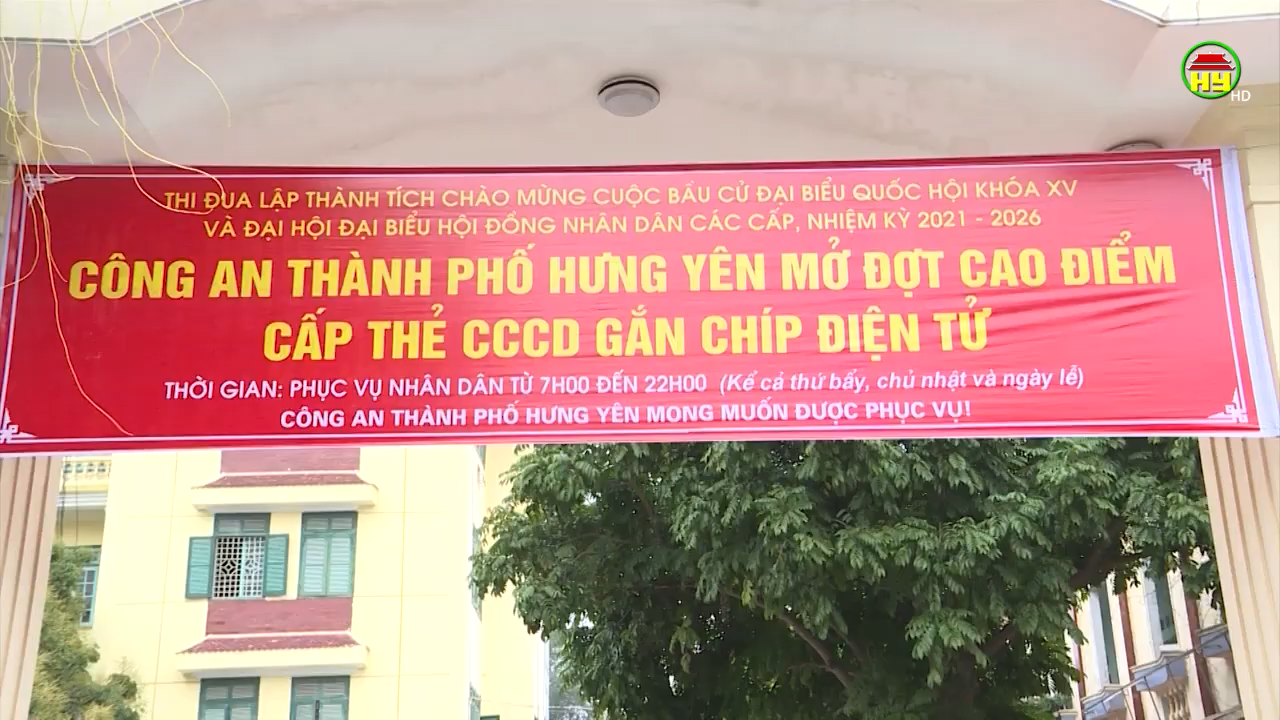 HY
HD
THI ĐUA LẬP THÀNH TÍCH CHÀO MỪNG CUỘC BẦU CỬ ĐẠI BIỂU QUỐC HỘI KHÓA XV
VÀ ĐẠI HỘI ĐẠI BIỂU HỘI ĐỒNG NHÂN DÂN CÁC CẤP, NHIỆM KỲ 2021 - 2026
CÔNG AN THÀNH PHỐ HƯNG YÊN MỞ ĐỢT CAO ĐIỂM
CẤP THẺ CCCD GẮN CHÍP ĐIỆN TỬ
THỜI GIAN: PHỤC VỤ NHÂN DÂN TỪ 7H00 ĐẾN 22H00 (Kể cả thứ bẩy, chủ nhật và ngày lễ)
CÔNG AN THÀNH PHỐ HƯNG YÊN MONG MUỐN ĐƯỢC PHỤC VỤ!